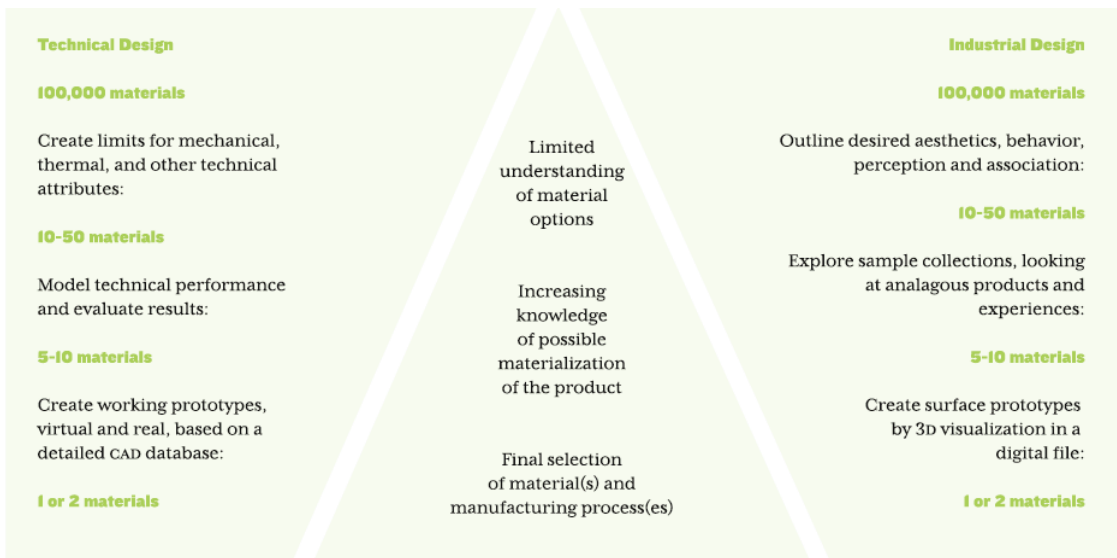 Technical Design
100,000 materials
Create limits for mechanical,
thermal, and other technical
attributes:
10-50 materials
Model technical performance
and evaluate results:
5-10 materials
Create working prototypes,
virtual and real, based on a
detailed CAD database:
1 or 2 materials
Limited
understanding
of material
options
Increasing
knowledge
of possible
materialization
of the product
Final selection
of material(s) and
manufacturing process(es)
Industrial Design
100,000 materials
Outline desired aesthetics, behavior,
perception and association:
10-50 materials
Explore sample collections, looking
at analagous products and
experiences:
5-10 materials
Create surface prototypes
by 3D visualization in a
digital file:
1 or 2 materials